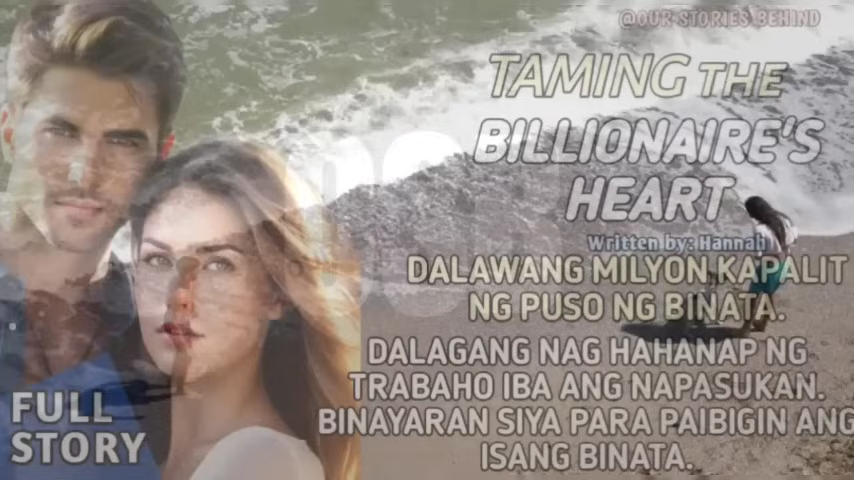 @OUR STORIES BEHIND
TAMING THE
BILLIONAIRE'S
HEART
Written by: Hannah
DALAWANG MILYON KAPALIT
NG PUSO NG BINATA.
DALAGANG NAG HAHANAP NG
TRABAHO IBA ANG NAPASUKAN.
BINAYARAN SIYA PARA PAIBIGIN ANG
ISANG BINATA.
FULL
STORY